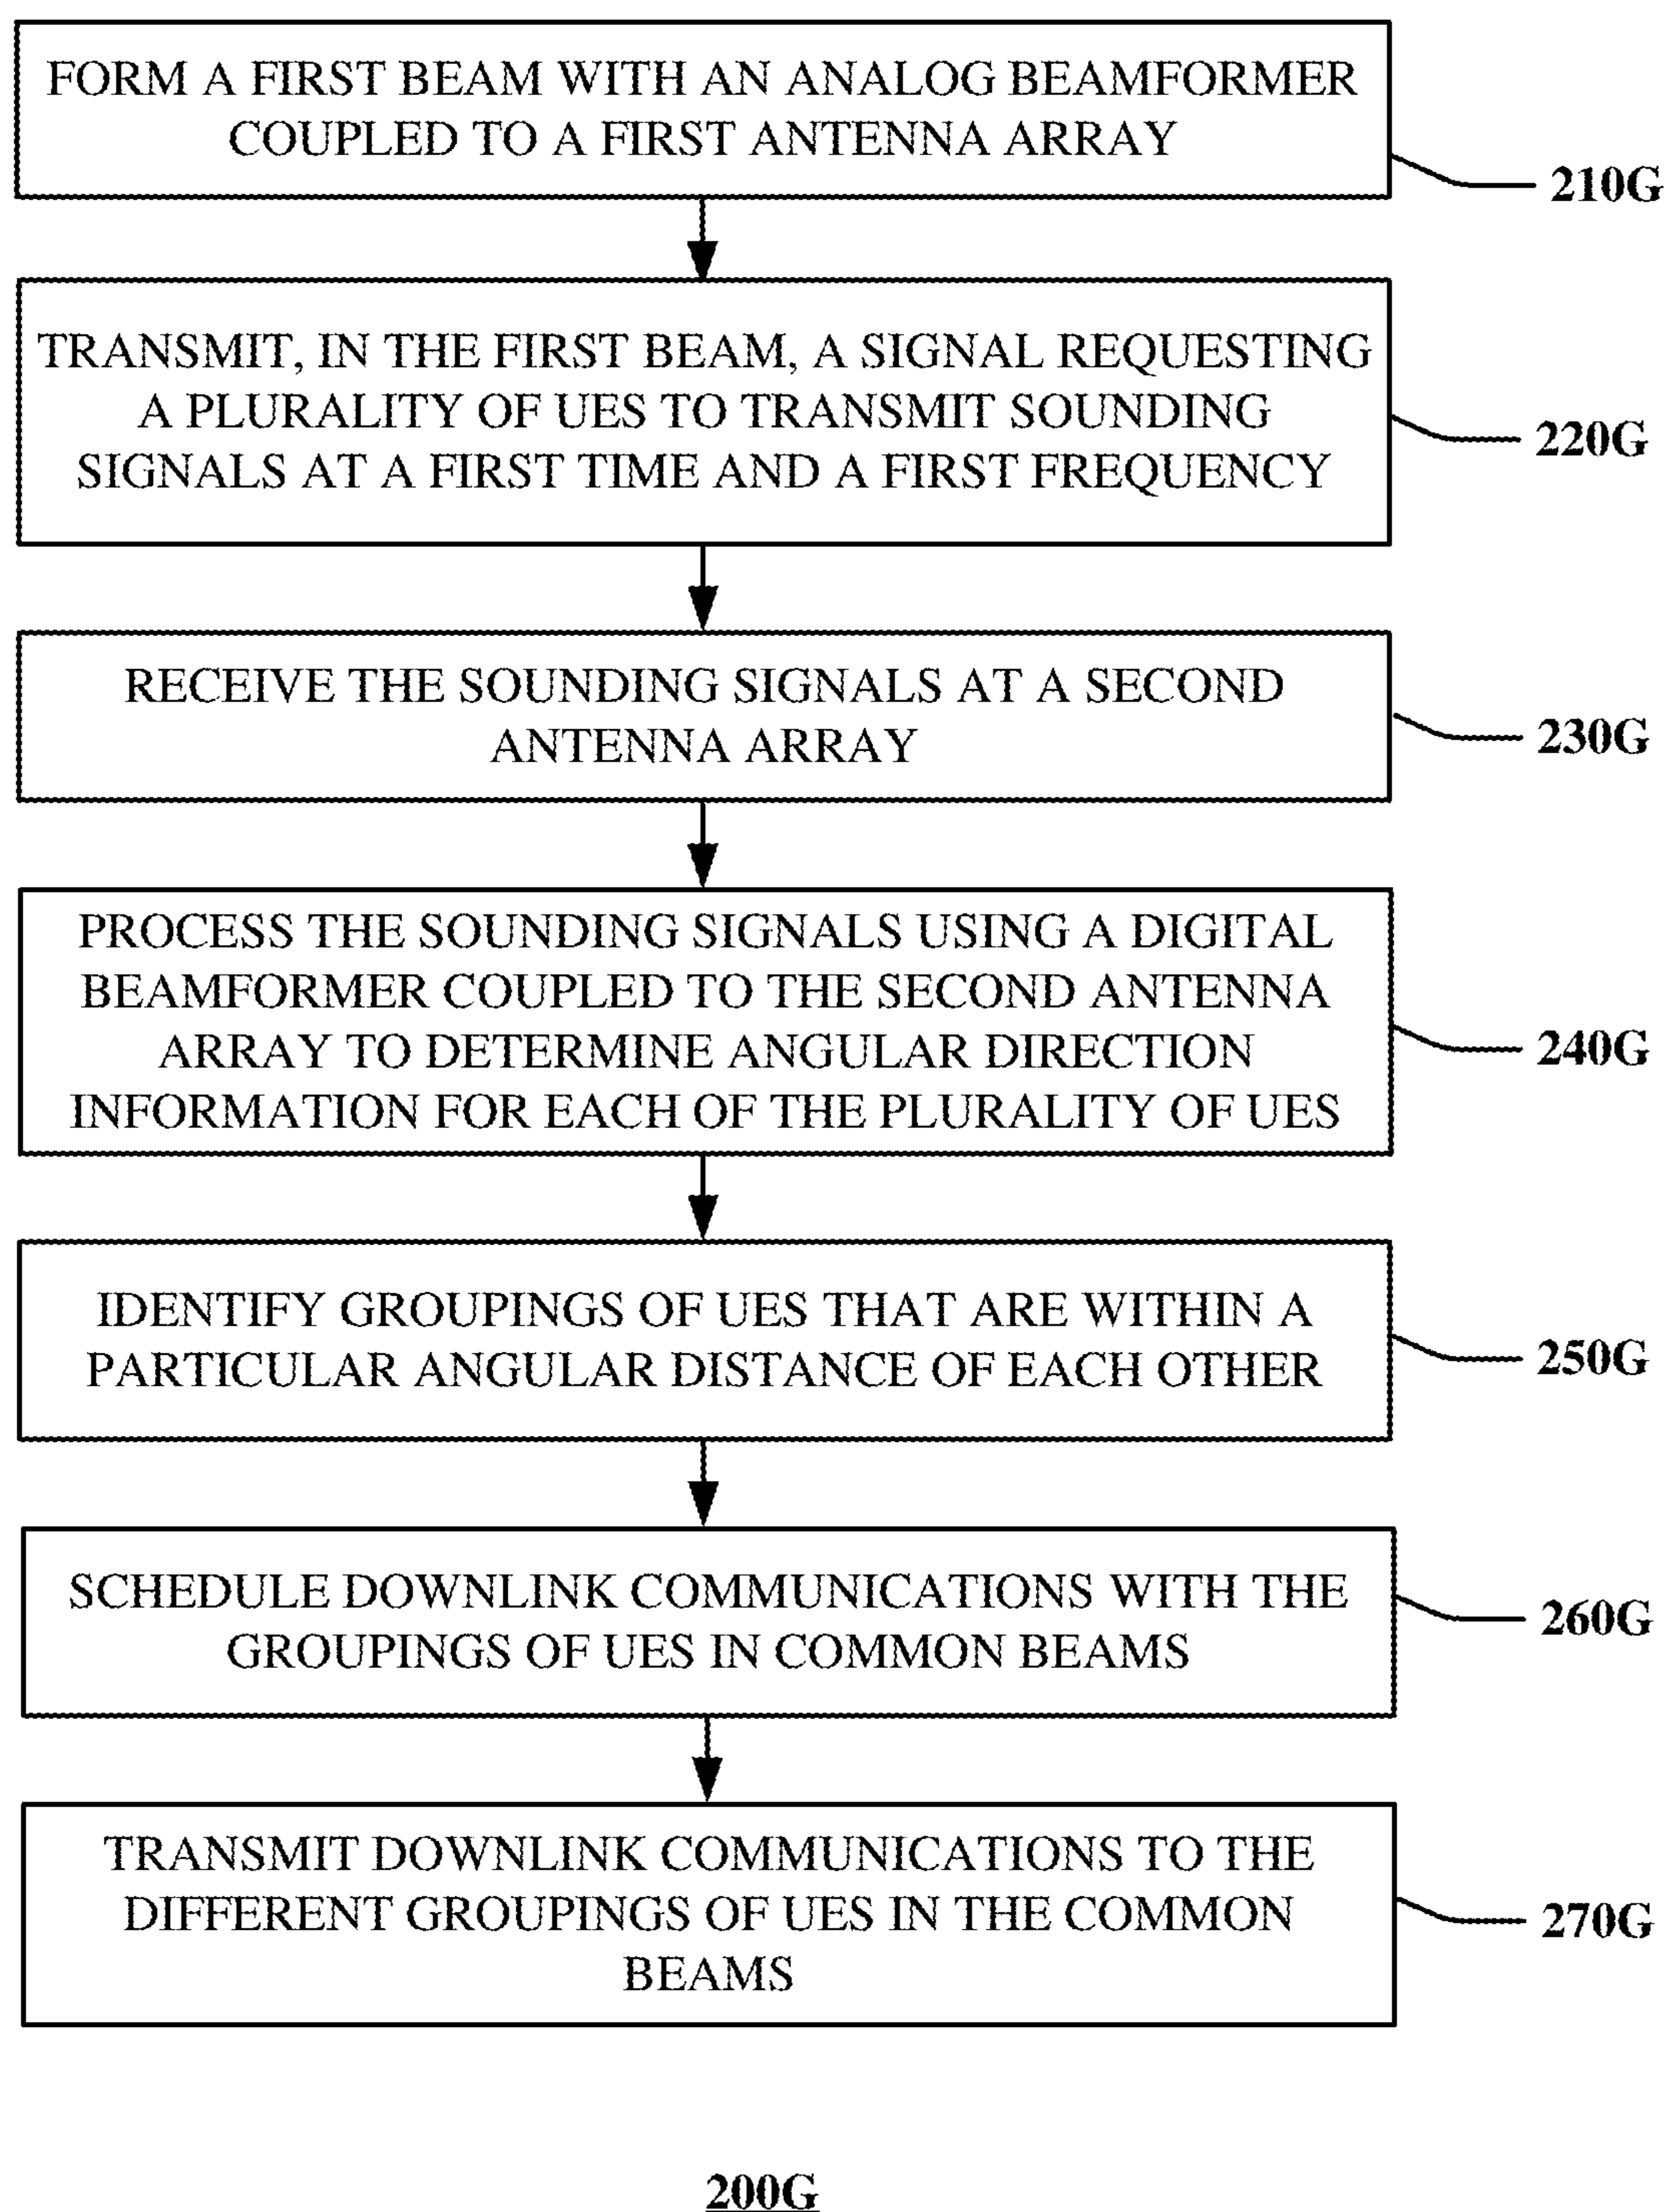 FORM A FIRST BEAM WITH AN ANALOG BEAMFORMER
COUPLED TO A FIRST ANTENNA ARRAY
210G
TRANSMIT, IN THE FIRST BEAM, A SIGNAL REQUESTING
A PLURALITY OF UES TO TRANSMIT SOUNDING
SIGNALS AT A FIRST TIME AND A FIRST FREQUENCY
220G
RECEIVE THE SOUNDING SIGNALS AT A SECOND
ANTENNA ARRAY
230G
PROCESS THE SOUNDING SIGNALS USING A DIGITAL
BEAMFORMER COUPLED TO THE SECOND ANTENNA
ARRAY TO DETERMINE ANGULAR DIRECTION
INFORMATION FOR EACH OF THE PLURALITY OF UES
240G
IDENTIFY GROUPINGS OF UES THAT ARE WITHIN A
PARTICULAR ANGULAR DISTANCE OF EACH OTHER
250G
SCHEDULE DOWNLINK COMMUNICATIONS WITH THE
GROUPINGS OF UES IN COMMON BEAMS
260G
TRANSMIT DOWNLINK COMMUNICATIONS TO THE
DIFFERENT GROUPINGS OF UES IN THE COMMON
BEAMS
270G
200G